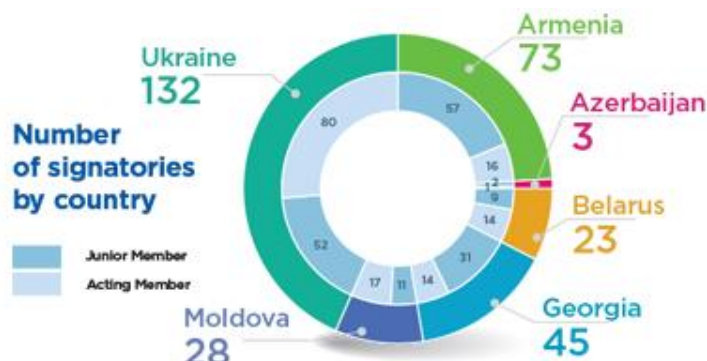 Number
of signatories
by country
Junior Member
Acting Member
Ukraine
132
Armenia
73
Azerbaijan
3
Belarus
23
Georgia
45
Moldova
28
57
16
2
1
9
14
31
14
11
17
52
80